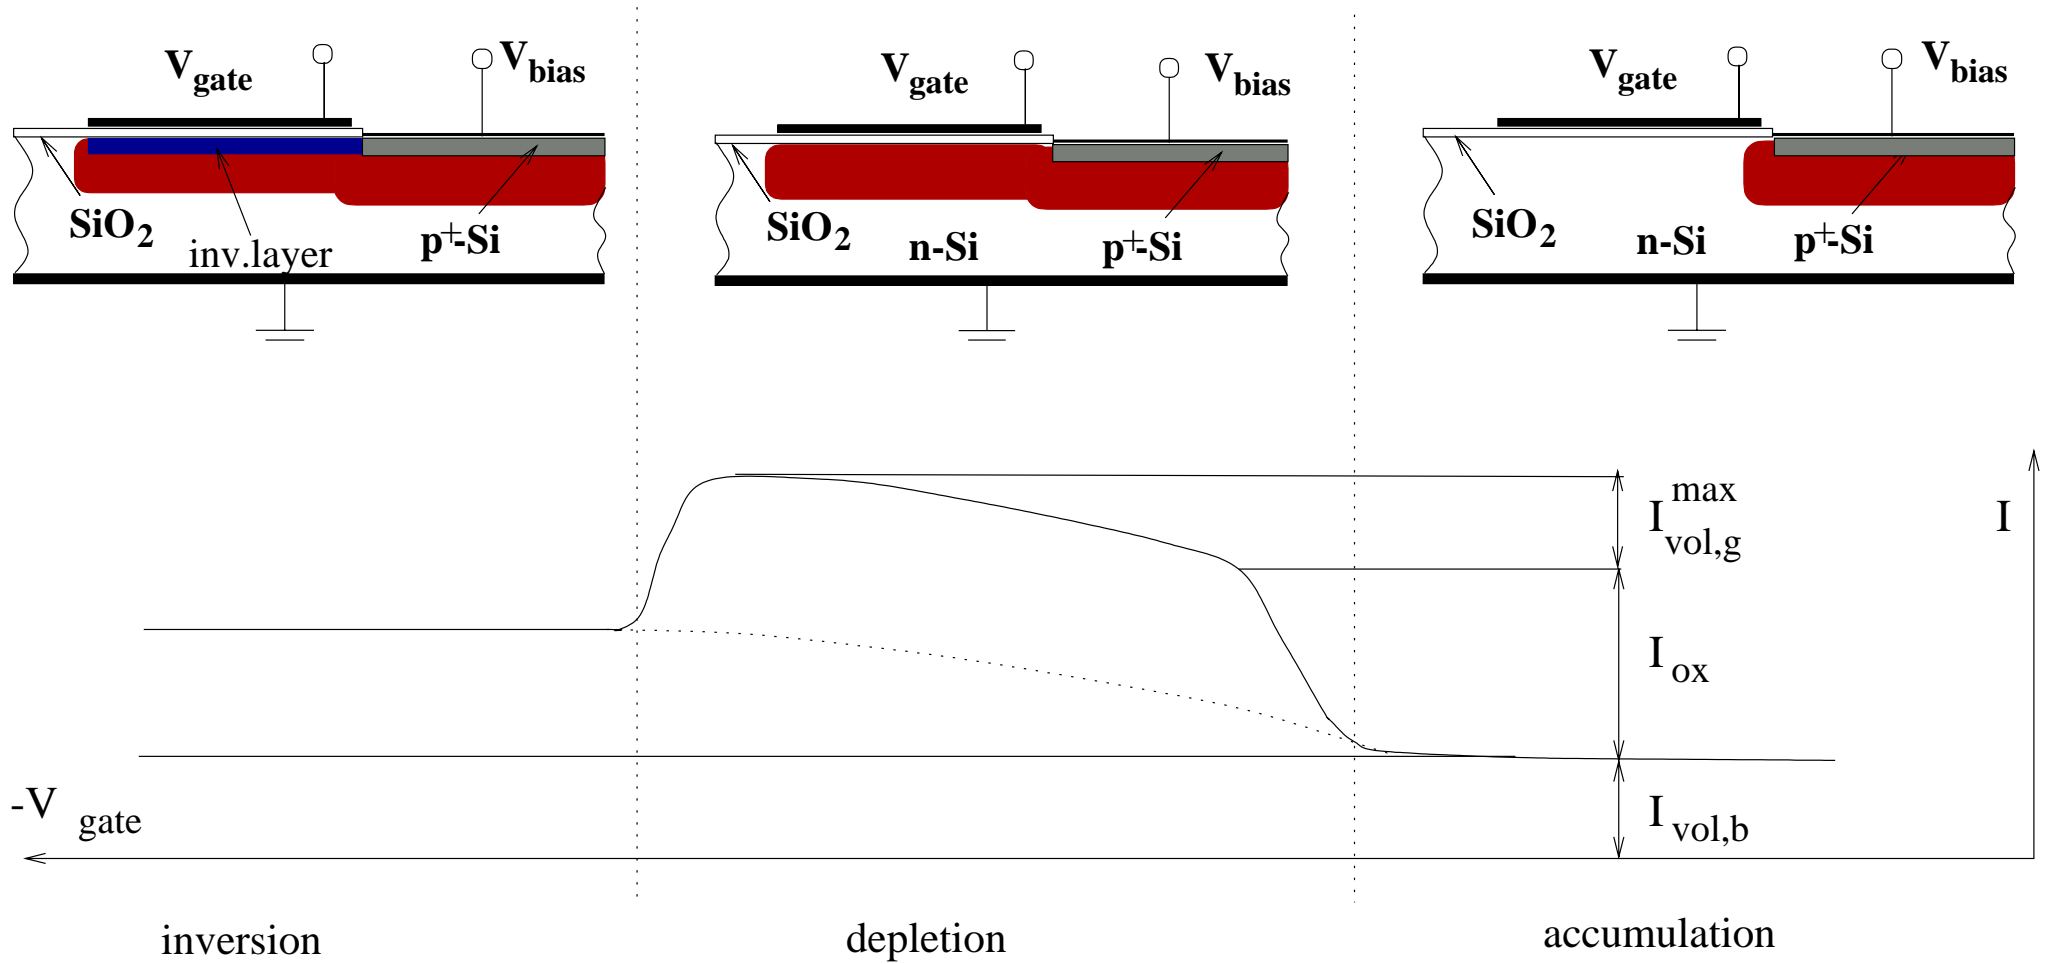 V gate
V bias
SiO2
inv.layer
p+-Si
V gate
V bias
SiO2
n-Si
p+-Si
V gate
V bias
SiO2
n-Si
p+-Si
I vol,g max
I
I ox
I vol,b
-V gate
inversion
depletion
accumulation